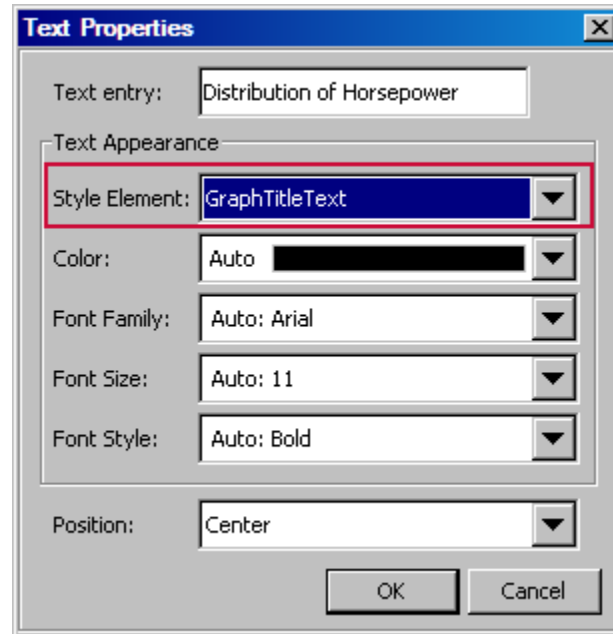 Text Properties
Text entry: Distribution of Horsepower
Text Appearance
Style Element: GraphTitleText
Color: Auto
Font Family: Auto: Arial
Font Size: Auto: 11
Font Style: Auto: Bold
Position: Center
OK Cancel